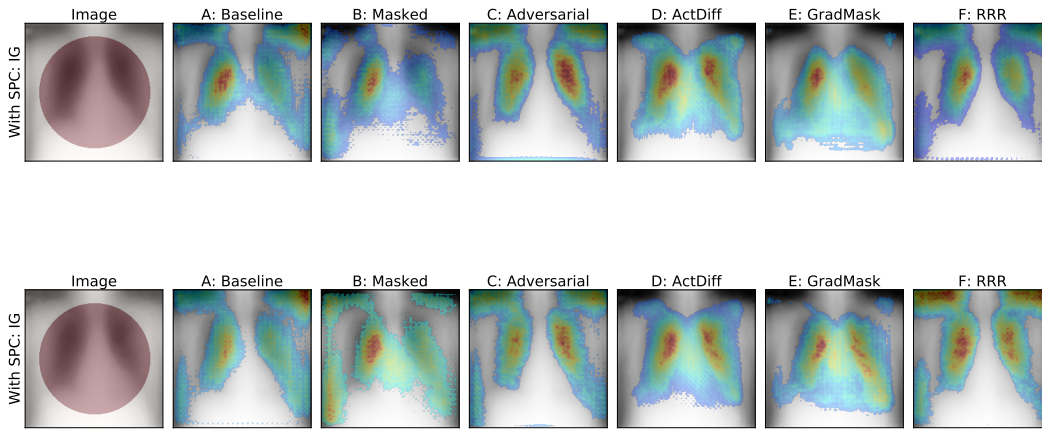 Image A: Baseline B: Masked C: Adversarial D: ActDiff E: GradMask F: RRR
With SPC: IG
Image A: Baseline B: Masked C: Adversarial D: ActDiff E: GradMask F: RRR
With SPC: IG